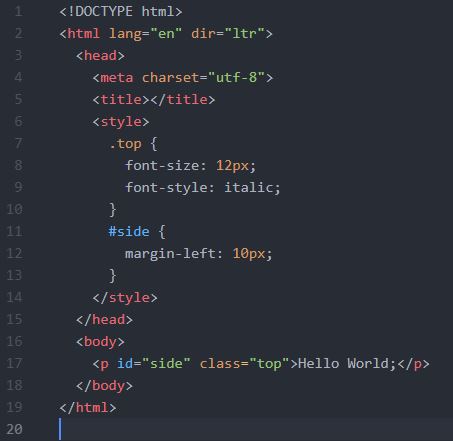 1 <!DOCTYPE html>
2 <html lang="en" dir="ltr">
3   <head>
4     <meta charset="utf-8">
5     <title></title>
6     <style>
7       .top {
8         font-size: 12px;
9         font-style: italic;
10       }
11       #side {
12         margin-left: 10px;
13       }
14     </style>
15   </head>
16   <body>
17     <p id="side" class="top">Hello World;</p>
18   </body>
19 </html>
20